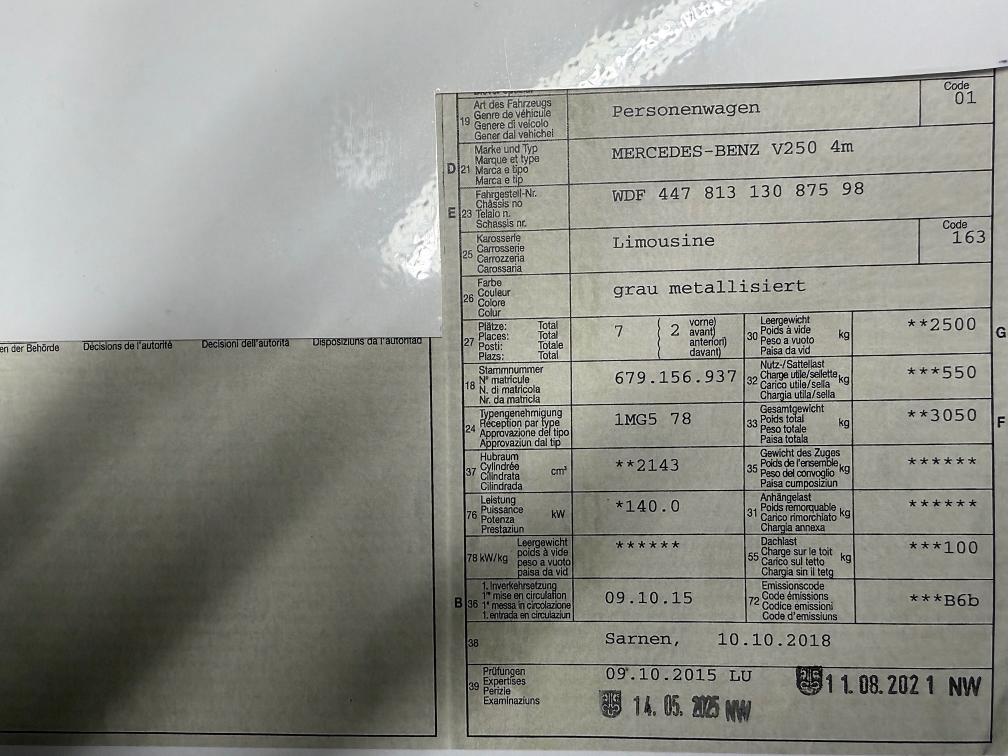 Code
19 Art des Fahrzeugs Personenwagen 01
Genre de véhicule
Genere di veicolo
Gener dal vehichel
D 21 Marke und Typ MERCEDES-BENZ V250 4m
Marque et type
Marca e tipo
Marca e tip
E 23 Fahrgestell-Nr. WDF 447 813 130 875 98
Châssis no
Telaio n.
Schassis nr.
Code
25 Karosserie Limousine 163
Carrosserie
Carrozzeria
Carossaria
26 Farbe grau metallisiert
Couleur
Colore
Colur
27 Plätze: Total 7 ( 2 vorne)
Places: Total avant)
Posti: Totale anteriori)
Plazs: Total davant)
30 Leergewicht kg **2500 G
Poids à vide
Peso a vuoto
Paisa da vid
en der Behörde Décisions de l'autorité Decisioni dell'autorità Disposiziuns da l'autoritad
18 Stammnummer 679.156.937
N° matricule
N. di matricola
Nr. da matricla
32 Nutz-/Sattellast kg ***550
Charge utile/sellette
Carico utile/sella
Chargia utila/sella
24 Typengenehmigung 1MG5 78
Réception par type
Approvazione del tipo
Approvaziun dal tip
33 Gesamtgewicht kg **3050 F
Poids total
Peso totale
Paisa totala
37 Hubraum cm³ **2143
Cylindrée
Cilindrata
Cilindrada
35 Gewicht des Zuges kg ******
Poids de l'ensemble
Peso del convoglio
Paisa cumposiziun
76 Leistung kW *140.0
Puissance
Potenza
Prestaziun
31 Anhängelast kg ******
Poids remorquable
Carico rimorchiato
Chargia annexa
78 kW/kg Leergewicht ******
poids à vide
peso a vuoto
paisa da vid
55 Dachlast kg ***100
Charge sur le toit
Carico sul tetto
Chargia sin il tetg
B 36 1. Inverkehrsetzung 09.10.15
1re mise en circulation
1a messa in circolazione
1. entrada en circulaziun
72 Emissionscode ***B6b
Code émissions
Codice emissioni
Code d'emissiuns
38 Sarnen, 10.10.2018
39 Prüfungen 09.10.2015 LU 11.08.2021 NW
Expertises
Perizie 14.05.2025 NW
Examinaziuns